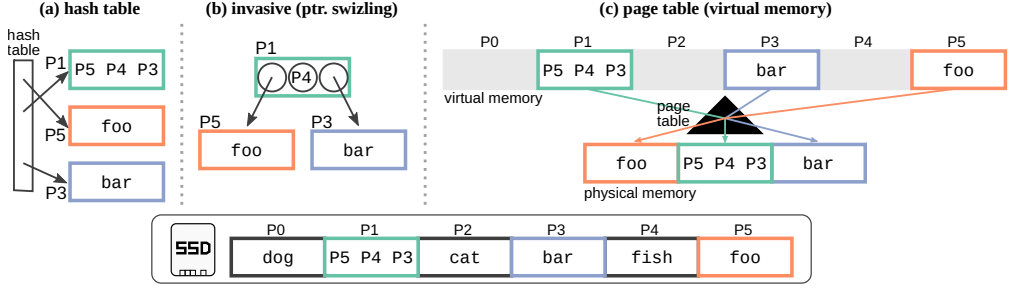 (a) hash table
hash
table
P1
P5 P4 P3
P5
foo
P3
bar
(b) invasive (ptr. swizling)
P1
P4
P5
P3
foo
bar
(c) page table (virtual memory)
P0 P1 P2 P3 P4 P5
P5 P4 P3 bar foo
virtual memory
page
table
foo P5 P4 P3 bar
physical memory
P0 P1 P2 P3 P4 P5
SSD dog P5 P4 P3 cat bar fish foo